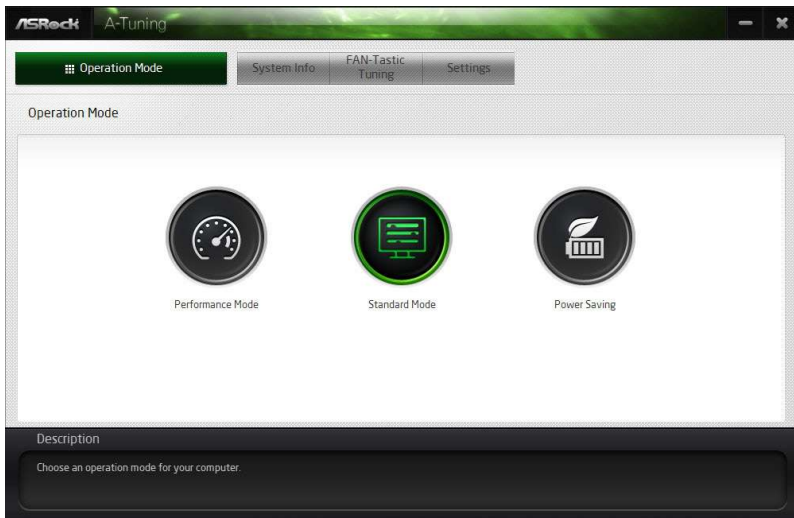 ASRock A-Tuning
Operation Mode System Info FAN-Tastic Tuning Settings
Operation Mode
Performance Mode Standard Mode Power Saving
Description
Choose an operation mode for your computer.